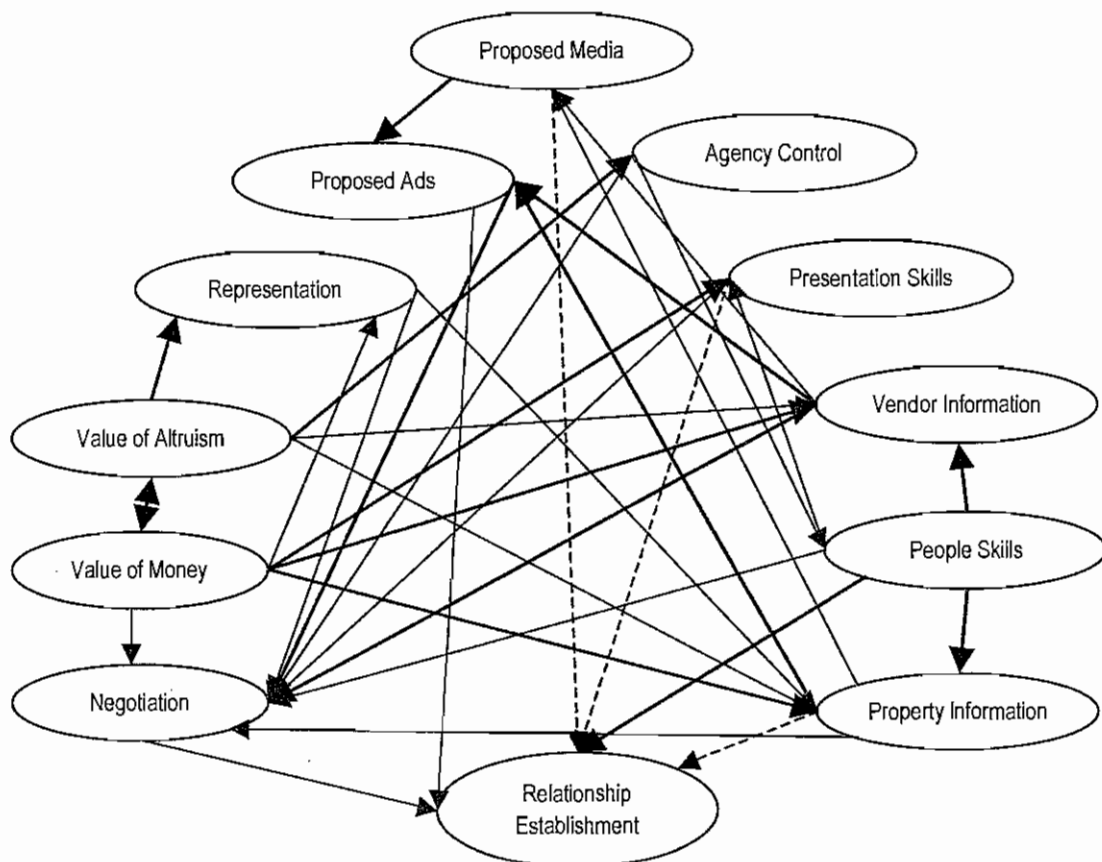 Proposed Media
Agency Control
Proposed Ads
Presentation Skills
Representation
Vendor Information
Value of Altruism
People Skills
Value of Money
Negotiation
Property Information
Relationship
Establishment